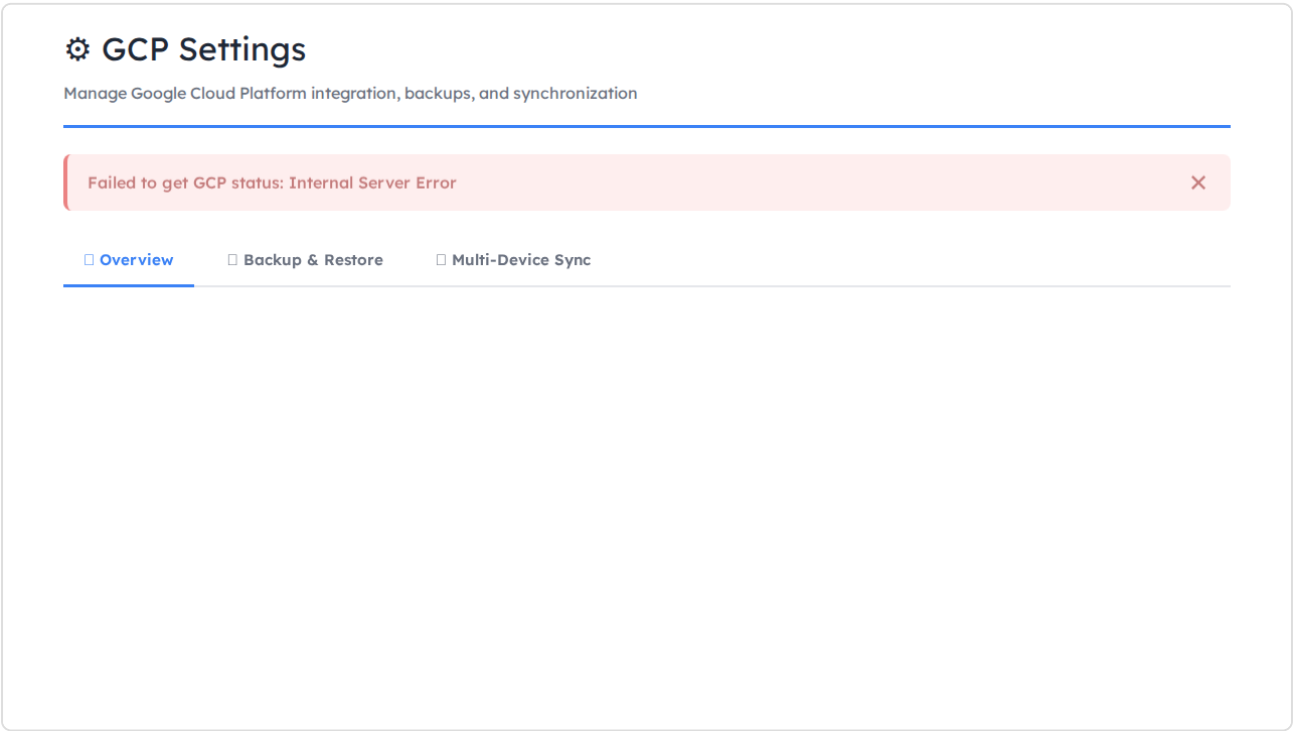 ⚙ GCP Settings
Manage Google Cloud Platform integration, backups, and synchronization
Failed to get GCP status: Internal Server Error ✕
Overview Backup & Restore Multi-Device Sync